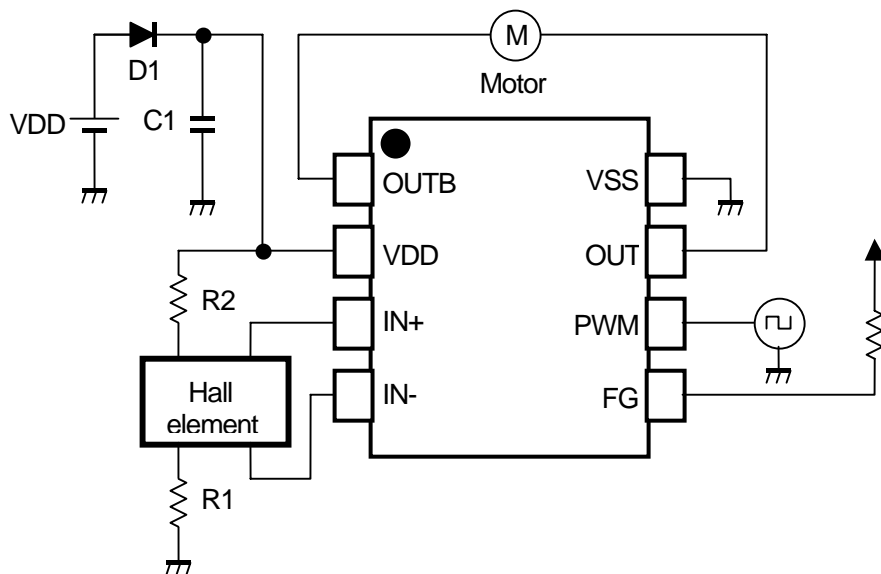 M
D1
Motor
VDD
C1
OUTB
VSS
VDD
OUT
R2
IN+
PWM
Hall
element
IN-
FG
R1